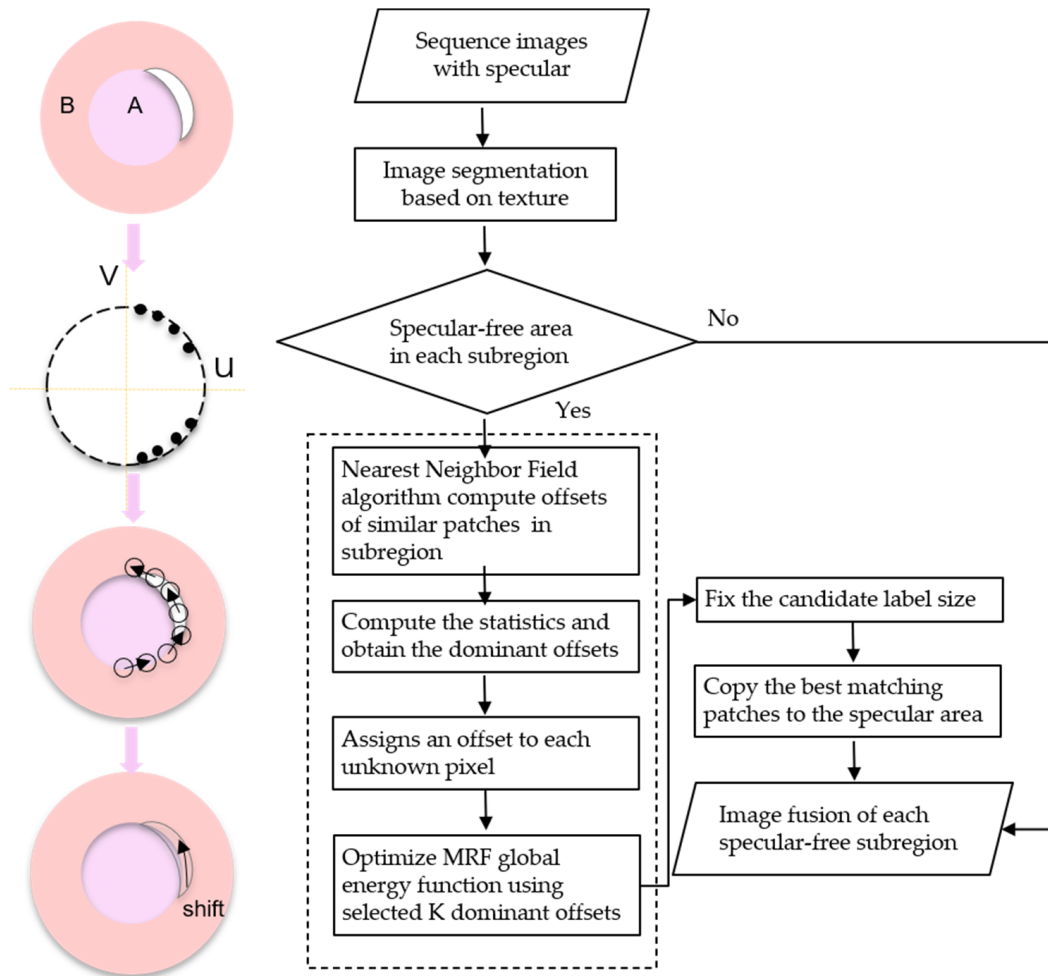 B
A
V
u
shift
Sequence images
with specular
Image segmentation
based on texture
Specular-free area
in each subregion
No
Yes
Nearest Neighbor Field
algorithm compute offsets
of similar patches in
subregion
Compute the statistics and
obtain the dominant offsets
Assigns an offset to each
unknown pixel
Optimize MRF global
energy function using
selected K dominant offsets
Fix the candidate label size
Copy the best matching
patches to the specular area
Image fusion of each
specular-free subregion